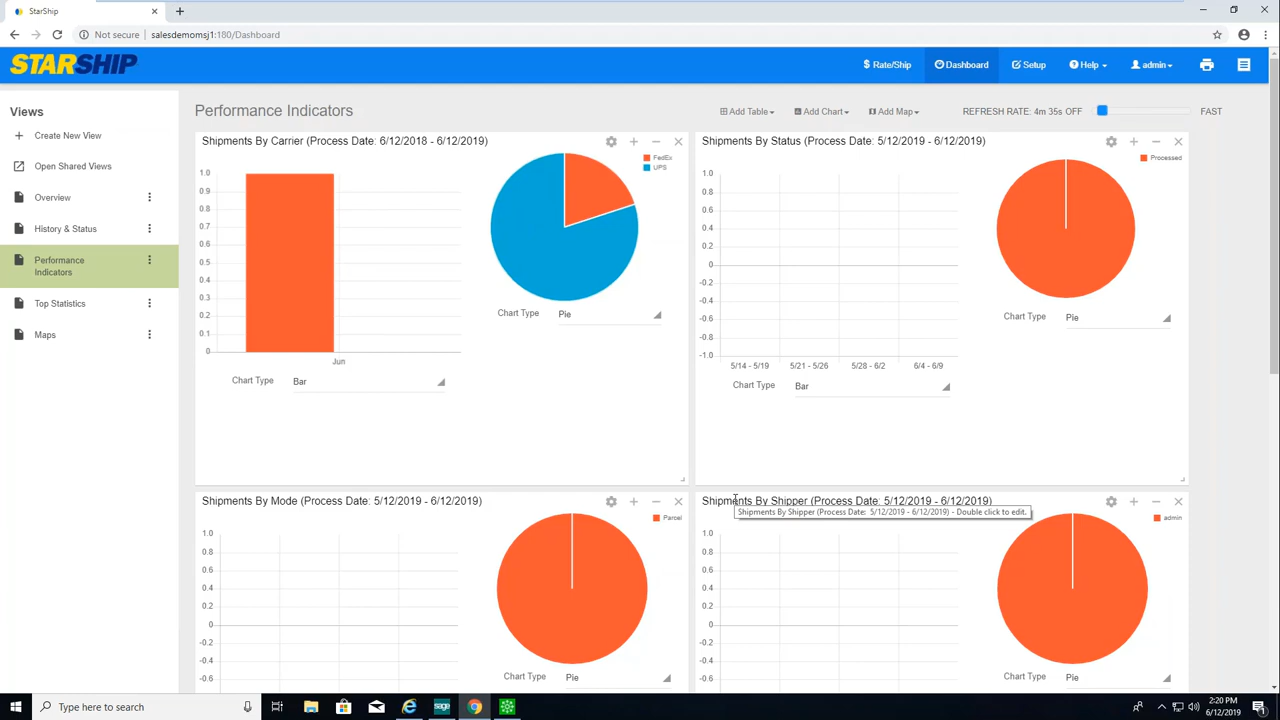 StarShip
Not secure
salesdemomsj1:180/Dashboard
STARSHIP
Rate/Ship
Dashboard
Setup
Help
admin
Views
Create New View
Open Shared Views
Overview
History & Status
Performance
Indicators
Top Statistics
Maps
Performance Indicators
Add Table
Add Chart
Add Map
REFRESH RATE: 4m 35s OFF
FAST
Shipments By Carrier (Process Date: 6/12/2018 - 6/12/2019)
1.0
0.9
0.8
0.7
0.6
0.5
0.4
0.3
0.2
0.1
0
Jun
Chart Type
Bar
FedEx
UPS
Chart Type
Pie
Shipments By Status (Process Date: 5/12/2019 - 6/12/2019)
1.0
0.8
0.6
0.4
0.2
0
-0.2
-0.4
-0.6
-0.8
-1.0
5/14 - 5/19
5/21 - 5/26
5/28 - 6/2
6/4 - 6/9
Chart Type
Bar
Processed
Chart Type
Pie
Shipments By Mode (Process Date: 5/12/2019 - 6/12/2019)
1.0
0.8
0.6
0.4
0.2
0
-0.2
-0.4
-0.6
Parcel
Chart Type
Pie
Shipments By Shipper (Process Date: 5/12/2019 - 6/12/2019)
Shipments By Shipper (Process Date: 5/12/2019 - 6/12/2019) - Double click to edit.
1.0
0.8
0.6
0.4
0.2
0
-0.2
-0.4
-0.6
admin
Chart Type
Pie
Type here to search
sage
2:20 PM
6/12/2019
1